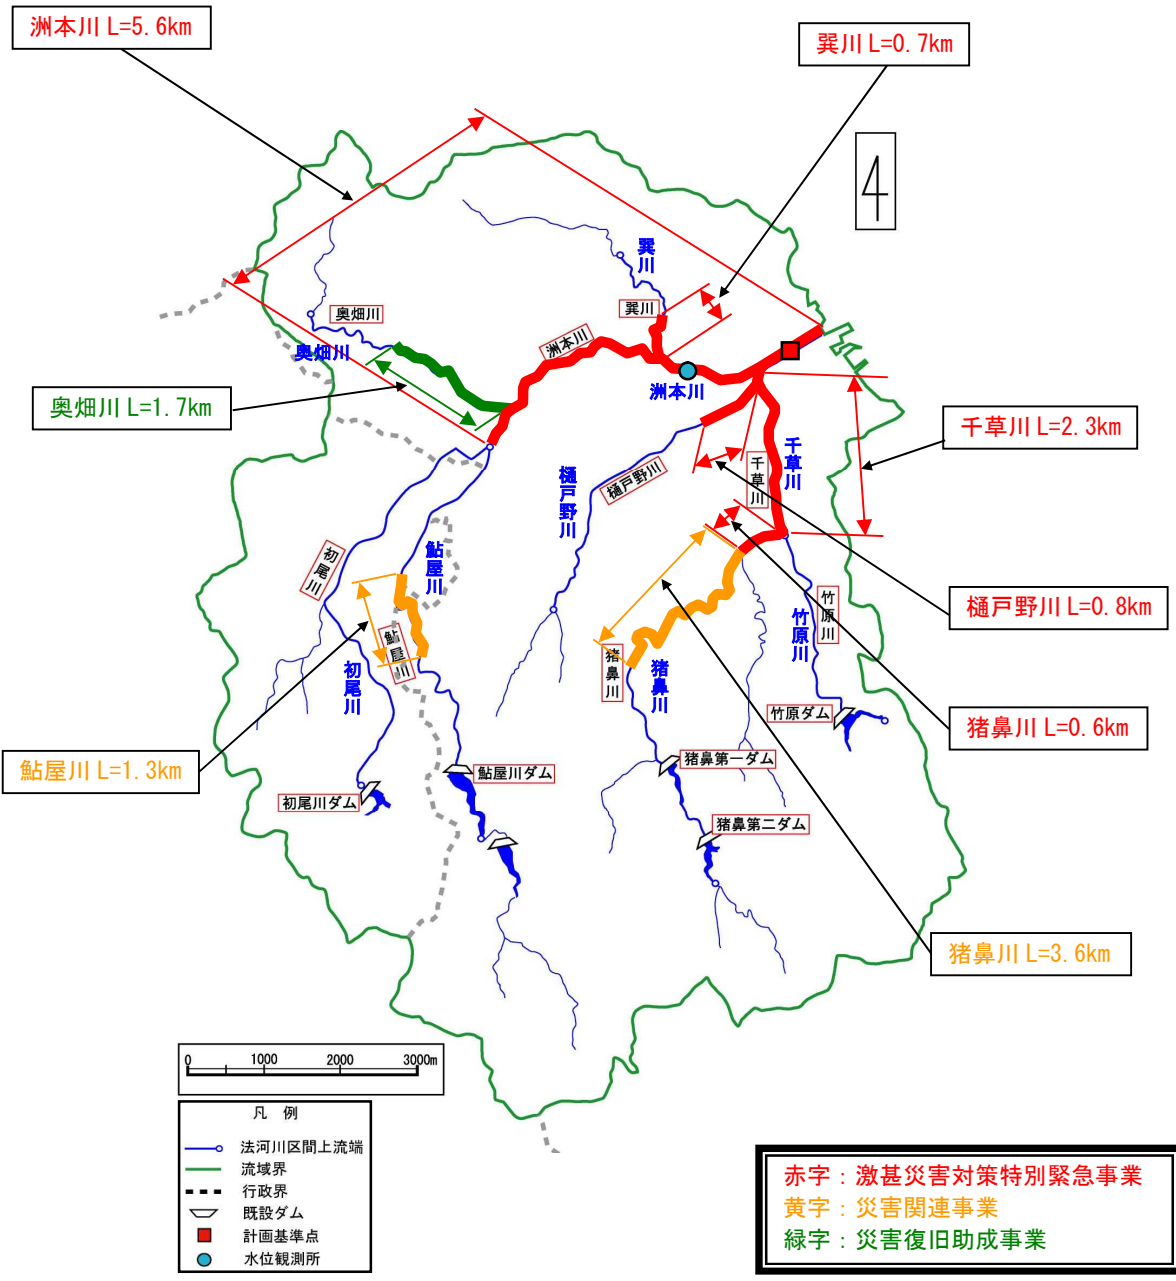 洲本川 L=5.6km
巽川 L=0.7km
4
巽川
巽川
奥畑川
奥畑川
洲本川
洲本川
奥畑川 L=1.7km
千草川 L=2.3km
千草川
千草川
樋戸野川
樋戸野川
初尾川
鮎屋川
鮎屋川
初尾川
竹原川
竹原川
樋戸野川 L=0.8km
猪鼻川
猪鼻川
竹原ダム
猪鼻川 L=0.6km
鮎屋川 L=1.3km
鮎屋川ダム
猪鼻第一ダム
初尾川ダム
猪鼻第二ダム
猪鼻川 L=3.6km
0 1000 2000 3000m
凡 例
法河川区間上流端
流域界
行政界
既設ダム
計画基準点
水位観測所
赤字：激甚災害対策特別緊急事業
黄字：災害関連事業
緑字：災害復旧助成事業